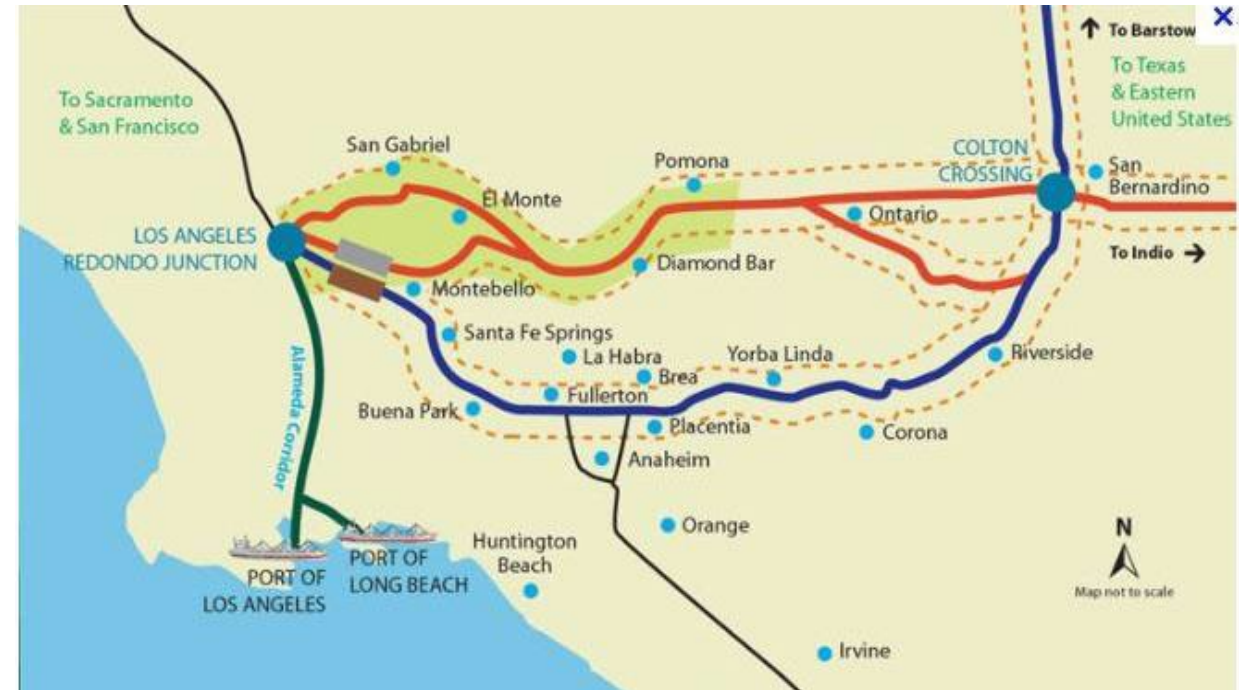 To Barstow
To Texas
& Eastern
United States
To Sacramento
& San Francisco
San Gabriel
Pomona
COLTON
CROSSING
San
Bernardino
El Monte
Ontario
LOS ANGELES
REDONDO JUNCTION
To Indio
Diamond Bar
Montebello
Santa Fe Springs
La Habra
Yorba Linda
Riverside
Brea
Fullerton
Buena Park
Placentia
Corona
Alameda Corridor
Anaheim
Orange
Huntington
Beach
N
Map not to scale
PORT OF
LOS ANGELES
PORT OF
LONG BEACH
Irvine